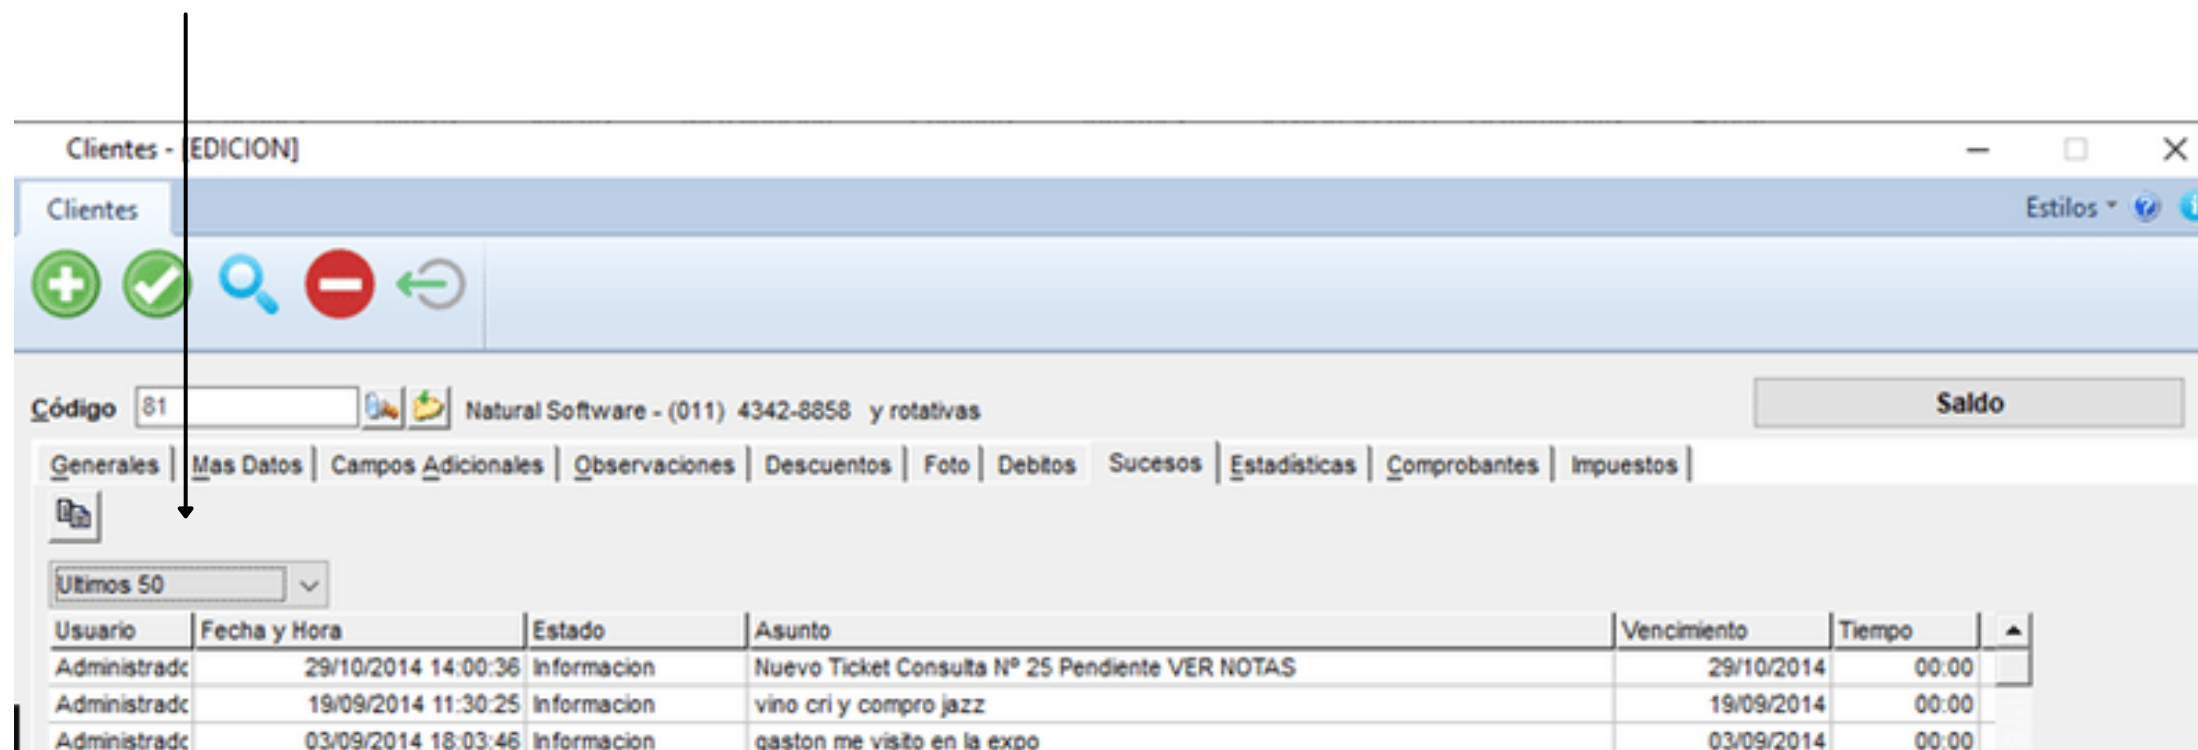 Clientes - [EDICION]
Clientes Estilos
Código 81 Natural Software - (011) 4342-8858 y rotativas Saldo
Generales Mas Datos Campos Adicionales Observaciones Descuentos Foto Debitos Sucesos Estadísticas Comprobantes Impuestos
Ultimos 50
Usuario Fecha y Hora Estado Asunto Vencimiento Tiempo
Administrado 29/10/2014 14:00:36 Informacion Nuevo Ticket Consulta Nº 25 Pendiente VER NOTAS 29/10/2014 00:00
Administrado 19/09/2014 11:30:25 Informacion vino cri y compro jazz 19/09/2014 00:00
Administrado 03/09/2014 18:03:46 Informacion gaston me visito en la expo 03/09/2014 00:00